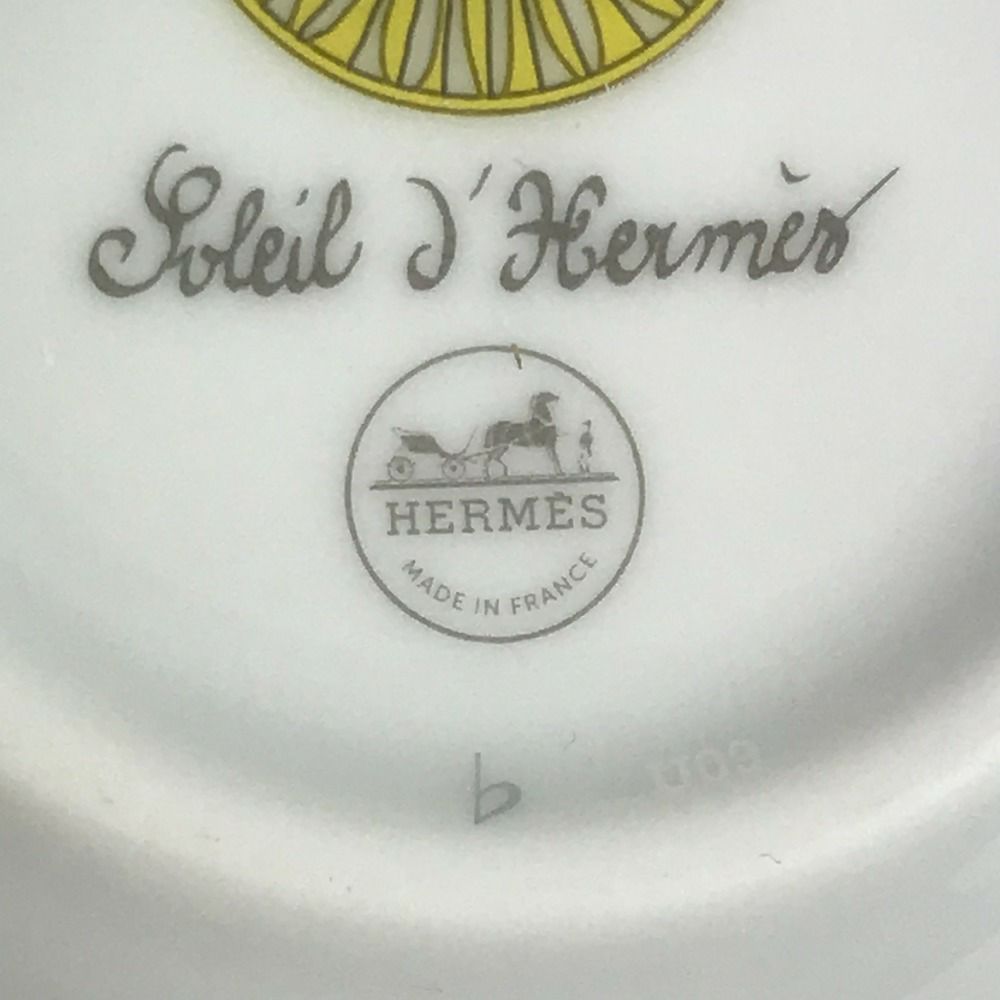 Soleil d'Hermès
HERMÈS
MADE IN FRANCE
b